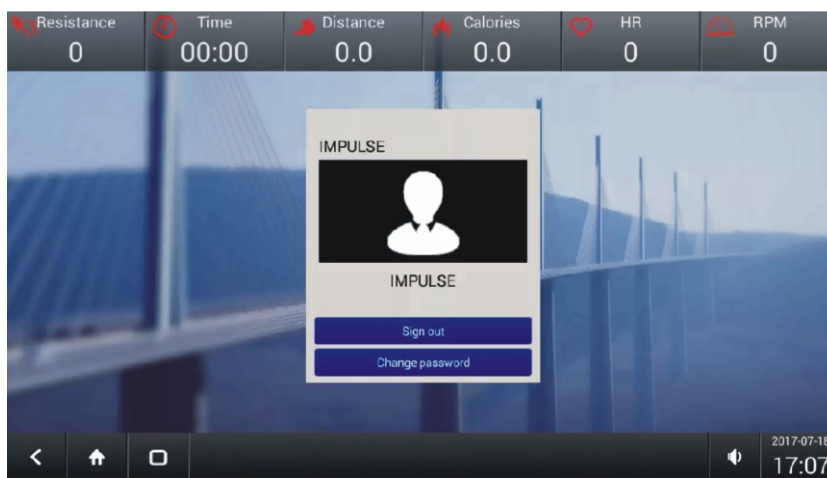 Resistance Time Distance Calories HR RPM
0 00:00 0.0 0.0 0 0
IMPULSE
IMPULSE
Sign out
Change password
2017-07-18
17:07